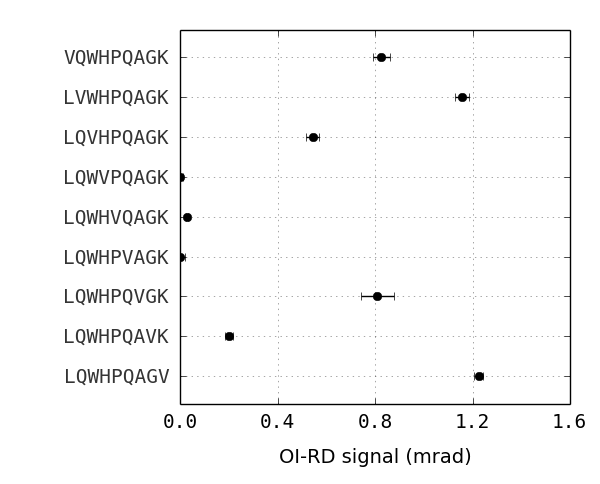 VQWHPQAGK
LVWHPQAGK
LQVHPQAGK
LQWVPQAGK
LQWHVQAGK
LQWHPVAGK
LQWHPQVGK
LQWHPQAVK
LQWHPQAGV
0.0 0.4 0.8 1.2 1.6
OI-RD signal (mrad)